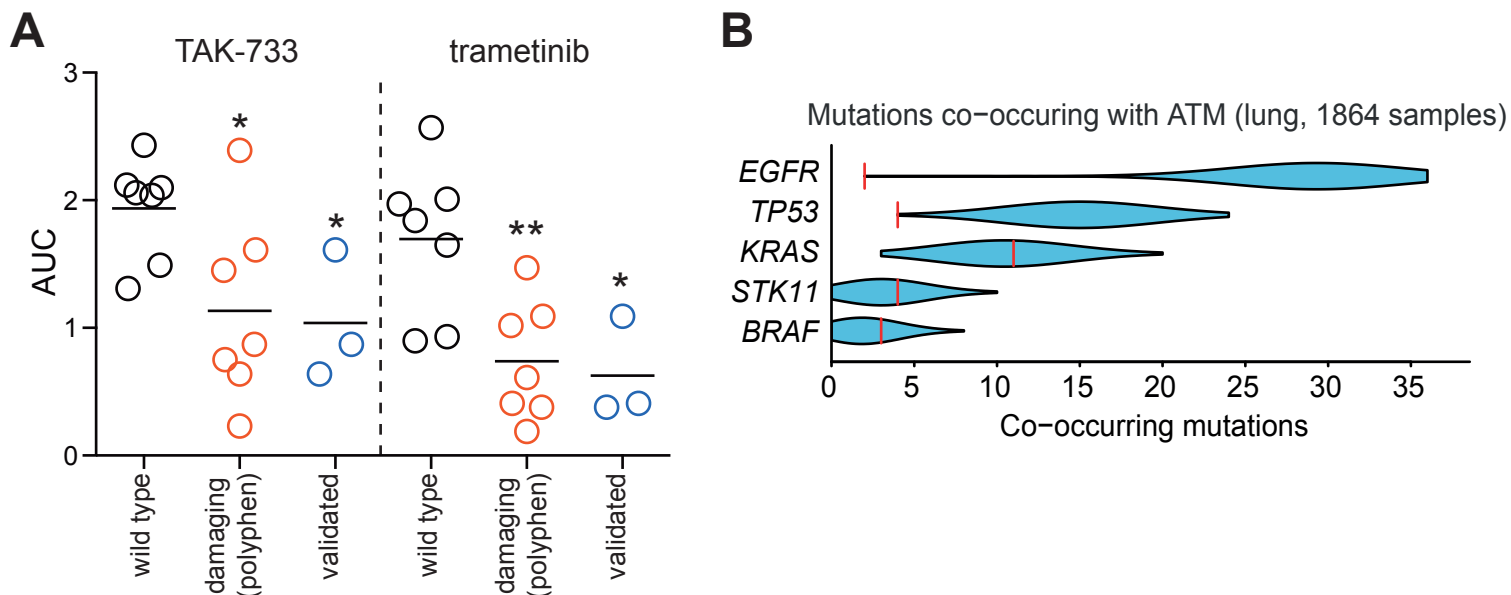 A
TAK-733
trametinib
AUC
3
2
1
0
*
*
**
*
wild type
damaging
(polyphen)
validated
wild type
damaging
(polyphen)
validated
B
Mutations co−occuring with ATM (lung, 1864 samples)
EGFR
TP53
KRAS
STK11
BRAF
0 5 10 15 20 25 30 35
Co−occurring mutations